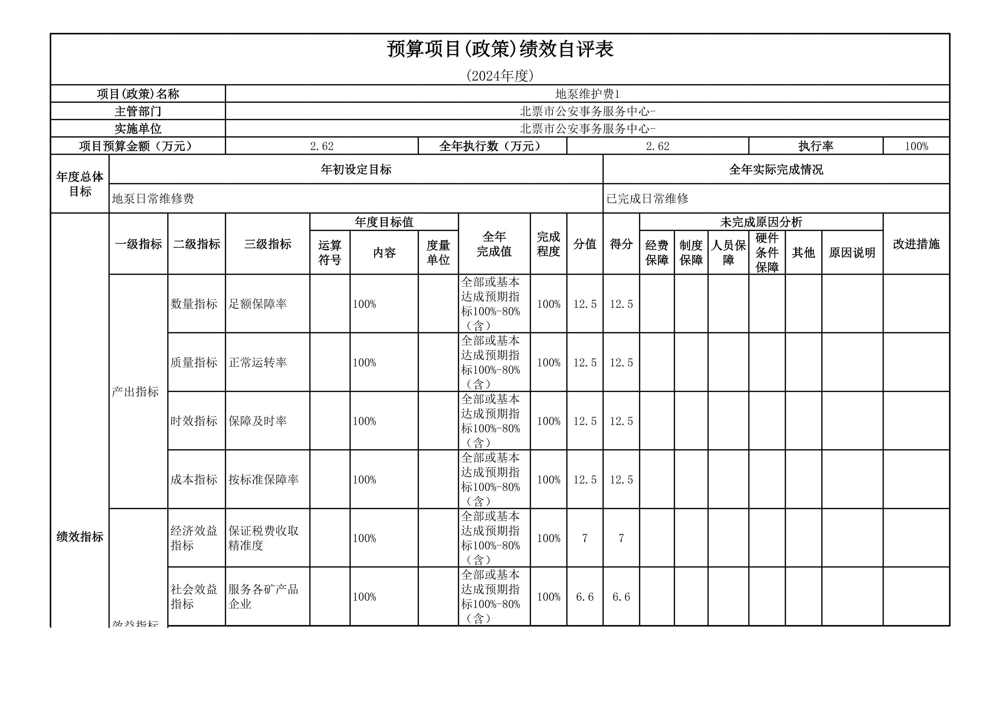 预算项目(政策)绩效自评表
(2024年度)
项目(政策)名称 地泵维护费1
主管部门 北票市公安事务服务中心-
实施单位 北票市公安事务服务中心-
项目预算金额（万元） 2.62 全年执行数（万元） 2.62 执行率 100%
年度总体
目标
年初设定目标 全年实际完成情况
地泵日常维修费 已完成日常维修
绩效指标
一级指标 二级指标 三级指标 年度目标值 全年
完成值 完成
程度 分值 得分 未完成原因分析 改进措施
运算
符号 内容 度量
单位 经费
保障 制度
保障 人员保
障 硬件
条件
保障 其他 原因说明
产出指标
数量指标 足额保障率 100% 全部或基本
达成预期指
标100%-80%
（含） 100% 12.5 12.5
质量指标 正常运转率 100% 全部或基本
达成预期指
标100%-80%
（含） 100% 12.5 12.5
时效指标 保障及时率 100% 全部或基本
达成预期指
标100%-80%
（含） 100% 12.5 12.5
成本指标 按标准保障率 100% 全部或基本
达成预期指
标100%-80%
（含） 100% 12.5 12.5
效益指标
经济效益
指标 保证税费收取
精准度 100% 全部或基本
达成预期指
标100%-80%
（含） 100% 7 7
社会效益
指标 服务各矿产品
企业 100% 全部或基本
达成预期指
标100%-80%
（含） 100% 6.6 6.6